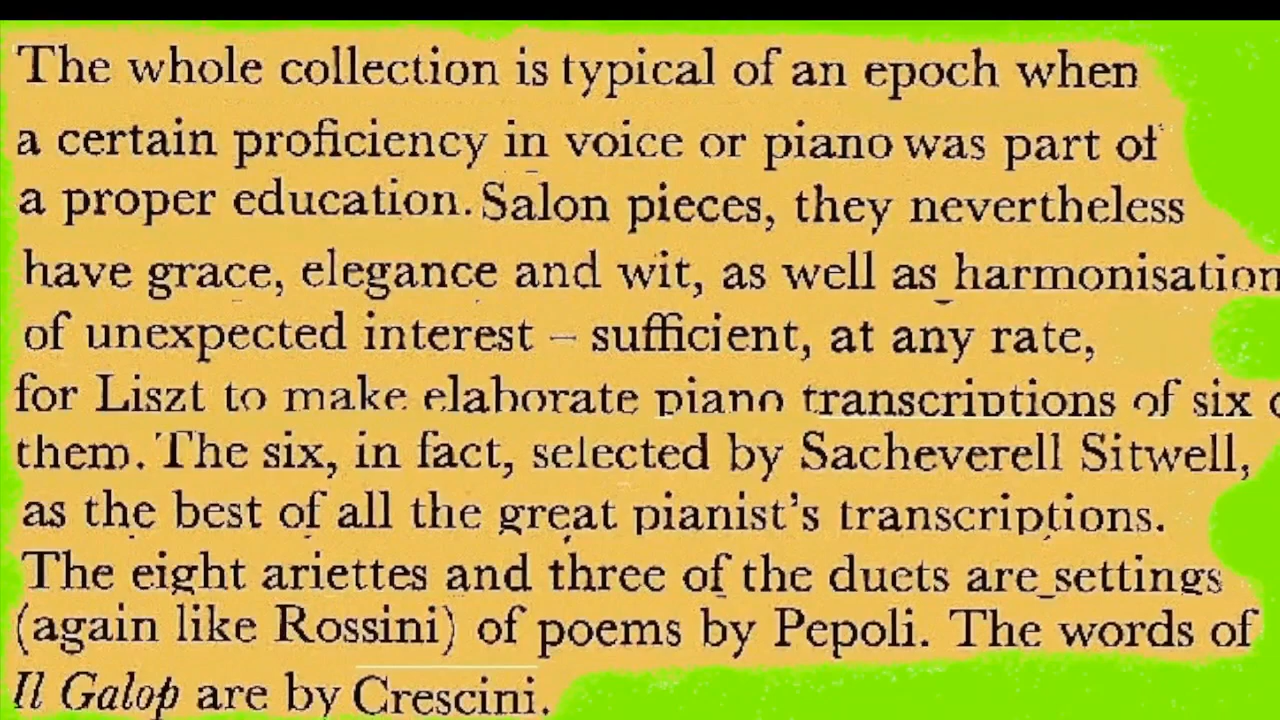 The whole collection is typical of an epoch when
a certain proficiency in voice or piano was part of
a proper education. Salon pieces, they nevertheless
have grace, elegance and wit, as well as harmonisation
of unexpected interest – sufficient, at any rate,
for Liszt to make elaborate piano transcriptions of six
them. The six, in fact, selected by Sacheverell Sitwell,
as the best of all the great pianist's transcriptions.
The eight ariettes and three of the duets are settings
(again like Rossini) of poems by Pepoli. The words of
Il Galop are by Crescini.